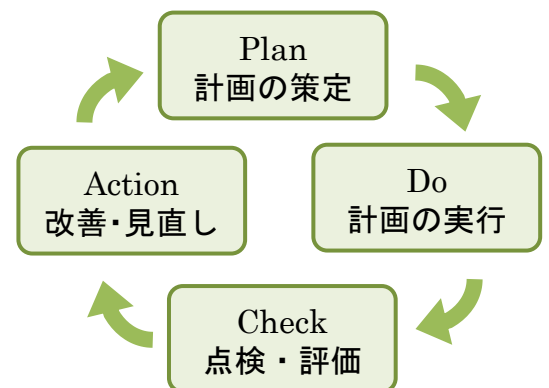 Plan
計画の策定
Do
計画の実行
Check
点検・評価
Action
改善・見直し